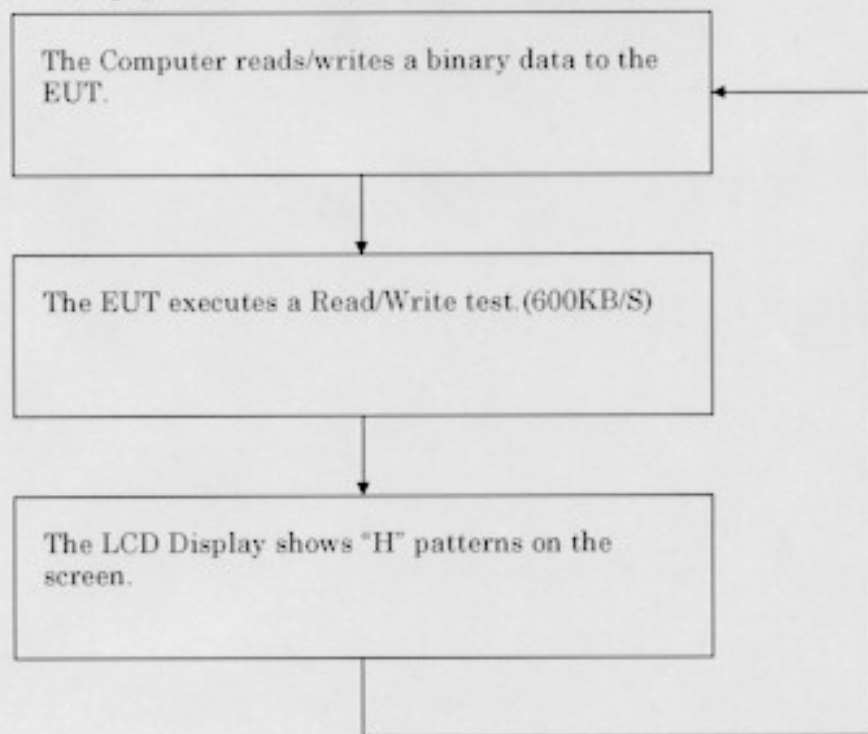 The Computer reads/writes a binary data to the
EUT.
The EUT executes a Read/Write test.(600KB/S)
The LCD Display shows "H" patterns on the
screen.